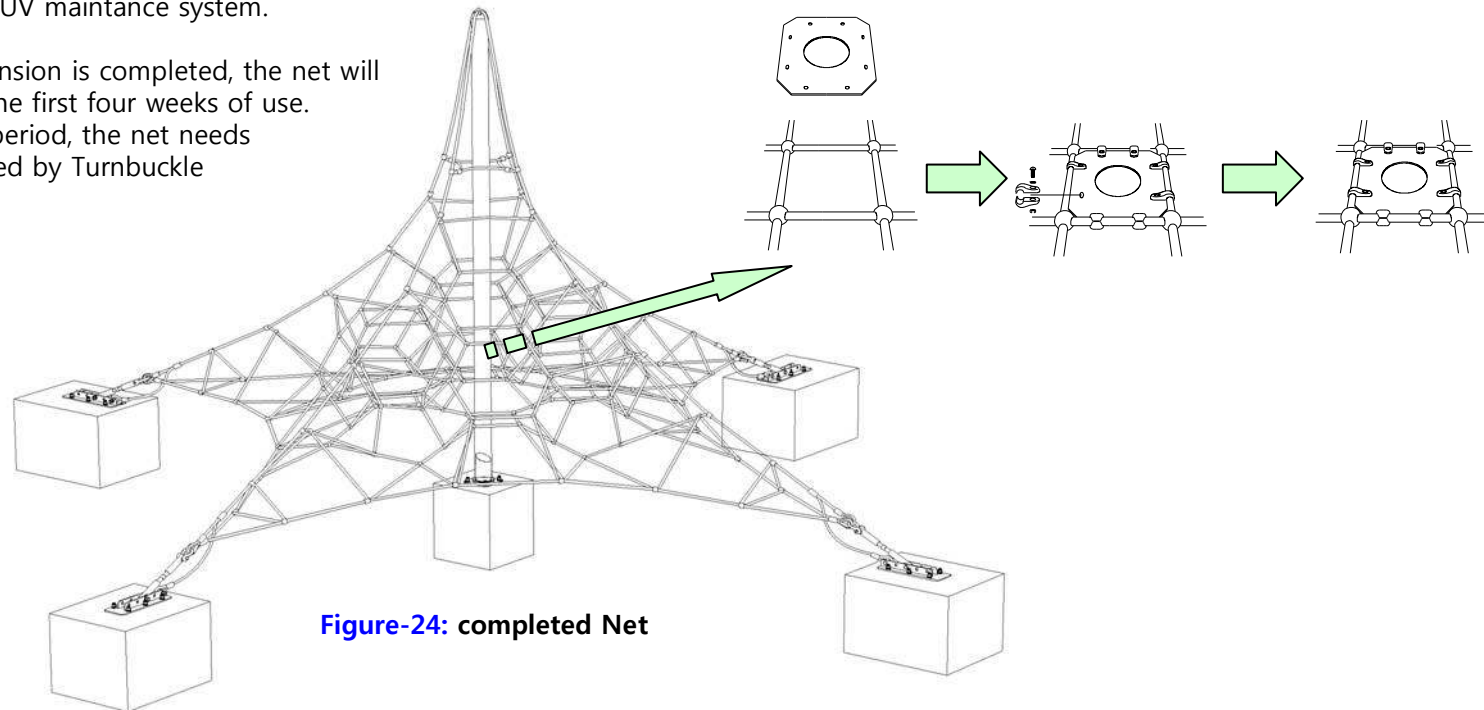 UV maintance system.
nsion is completed, the net will
he first four weeks of use.
period, the net needs
ed by Turnbuckle
Figure-24: completed Net